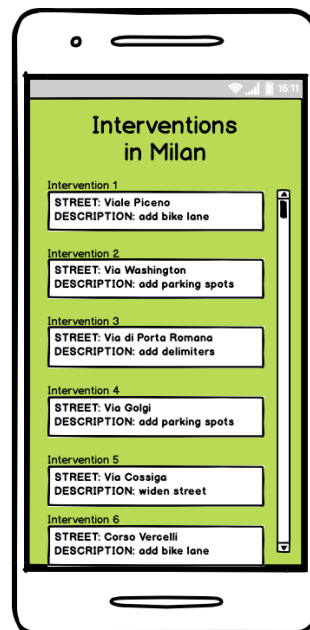 16:11
Interventions
in Milan
Intervention 1
STREET: Viale Piceno
DESCRIPTION: add bike lane
Intervention 2
STREET: Via Washington
DESCRIPTION: add parking spots
Intervention 3
STREET: Via di Porta Romana
DESCRIPTION: add delimiters
Intervention 4
STREET: Via Golgi
DESCRIPTION: add parking spots
Intervention 5
STREET: Via Cossiga
DESCRIPTION: widen street
Intervention 6
STREET: Corso Vercelli
DESCRIPTION: add bike lane